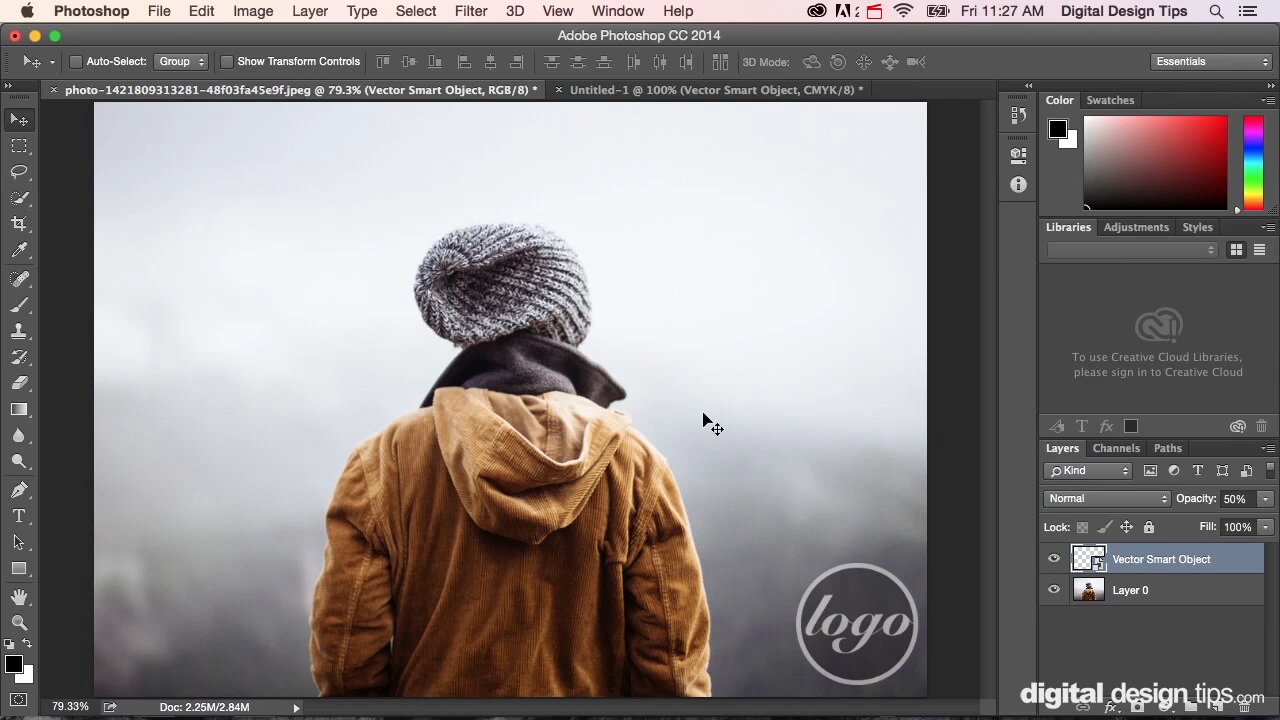 Photoshop File Edit Image Layer Type Select Filter 3D View Window Help 2 Fri 11:27 AM Digital Design Tips
Adobe Photoshop CC 2014
Auto-Select: Group Show Transform Controls 3D Mode: Essentials
photo-1421809313281-48f03fa45e9f.jpeg @ 79.3% (Vector Smart Object, RGB/8) * Untitled-1 @ 100% (Vector Smart Object, CMYK/8) *
Color Swatches
Libraries Adjustments Styles
To use Creative Cloud Libraries,
please sign in to Creative Cloud
Layers Channels Paths
Kind
Normal Opacity: 50%
Lock: Fill: 100%
Vector Smart Object
Layer 0
logo
digital design tips.com
79.33% Doc: 2.25M/2.84M